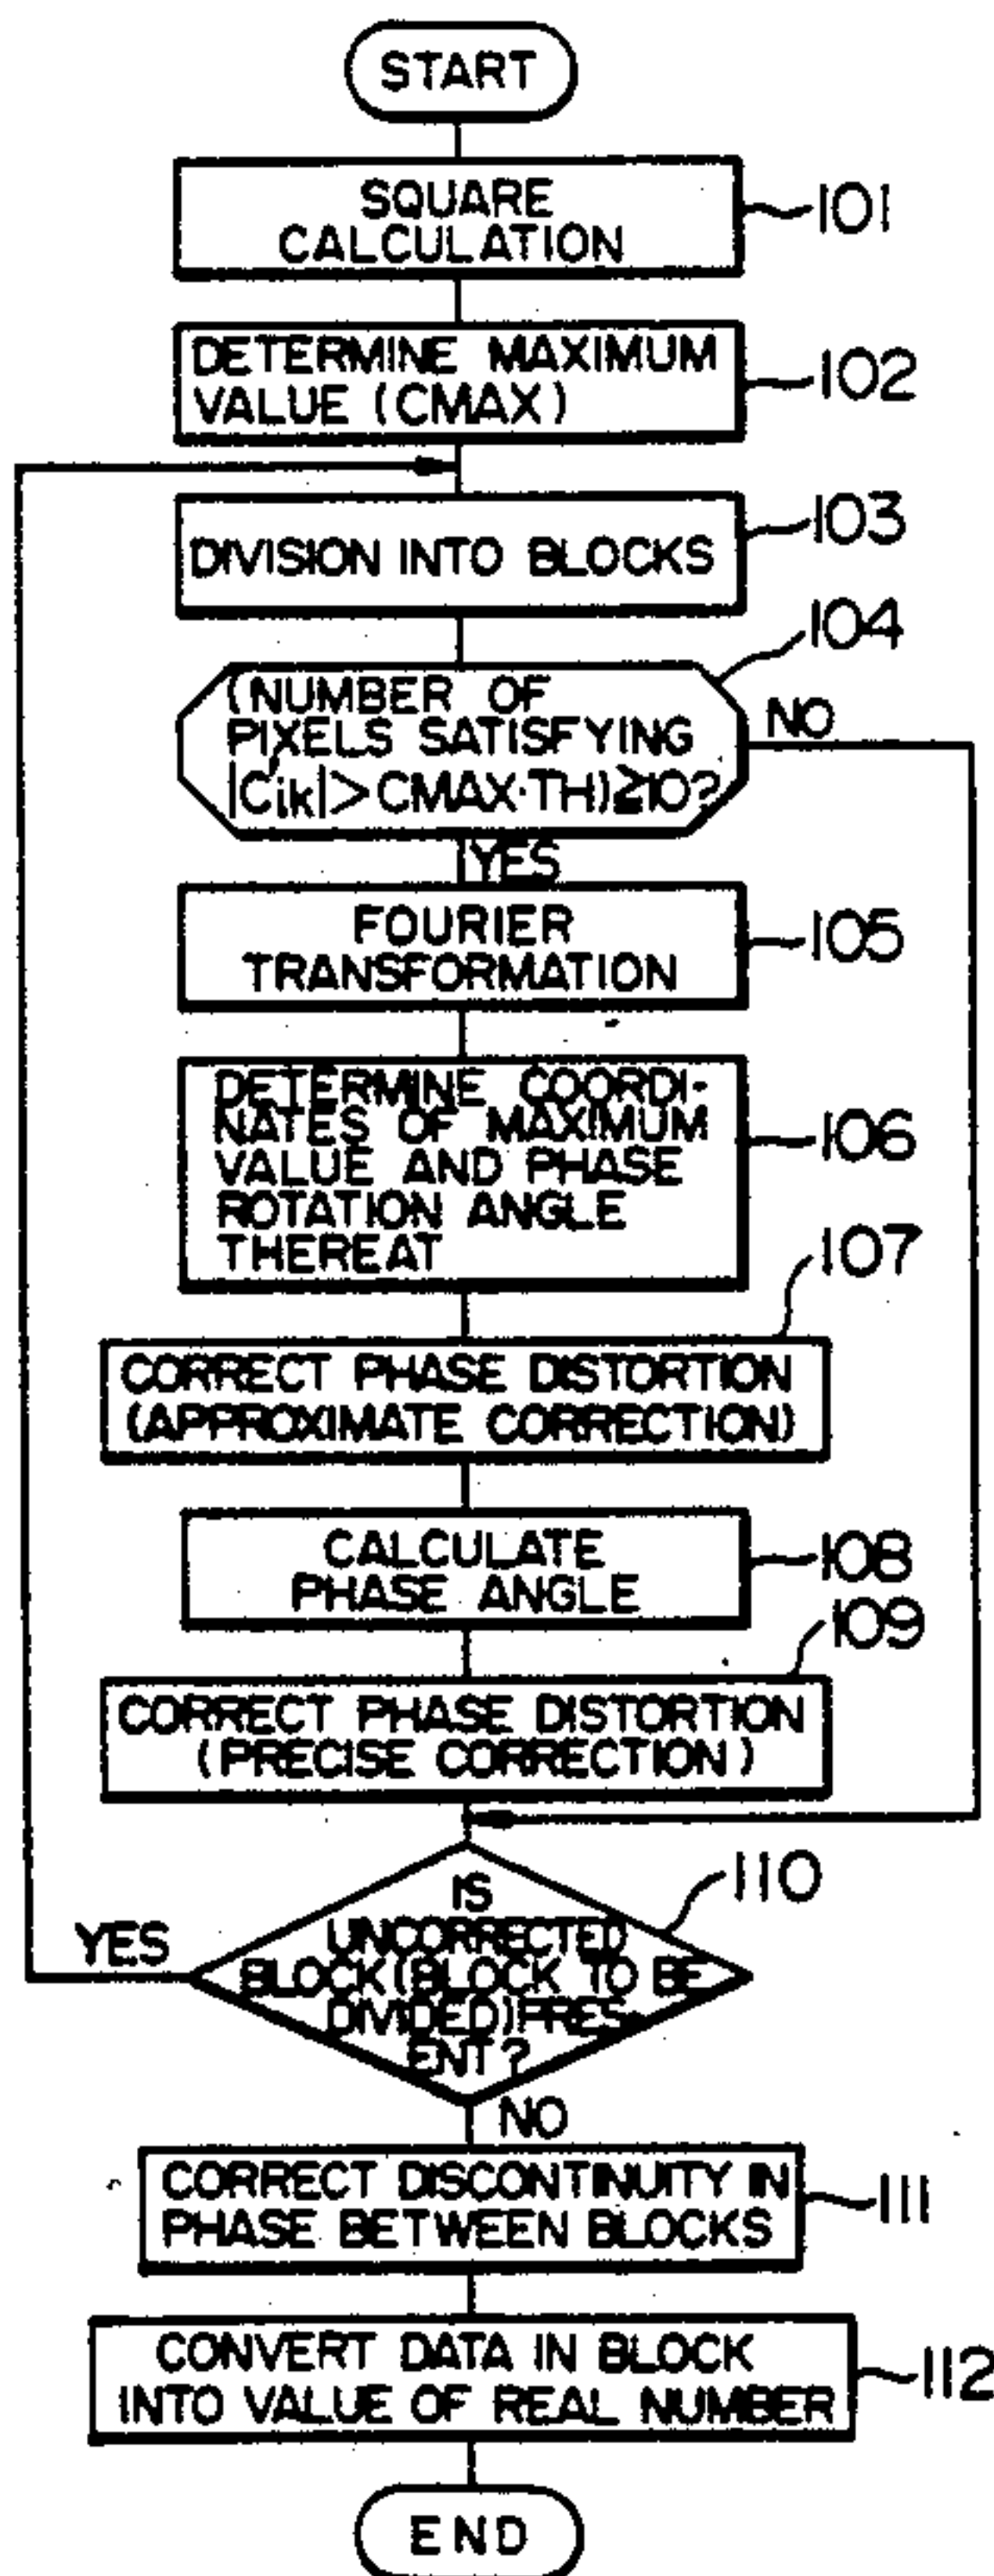 START
SQUARE
CALCULATION
101
DETERMINE MAXIMUM
VALUE (CMAX)
102
DIVISION INTO BLOCKS
103
104
(NUMBER OF
PIXELS SATISFYING
|C'ik|>CMAX·TH)≧10?
NO
YES
FOURIER
TRANSFORMATION
105
DETERMINE COORDI-
NATES OF MAXIMUM
VALUE AND PHASE
ROTATION ANGLE
THEREAT
106
107
CORRECT PHASE DISTORTION
(APPROXIMATE CORRECTION)
CALCULATE
PHASE ANGLE
108
109
CORRECT PHASE DISTORTION
(PRECISE CORRECTION)
110
IS
UNCORRECTED
BLOCK(BLOCK TO BE
DIVIDED)PRES-
ENT?
YES
NO
CORRECT DISCONTINUITY IN
PHASE BETWEEN BLOCKS
111
CONVERT DATA IN BLOCK
INTO VALUE OF REAL NUMBER
112
END